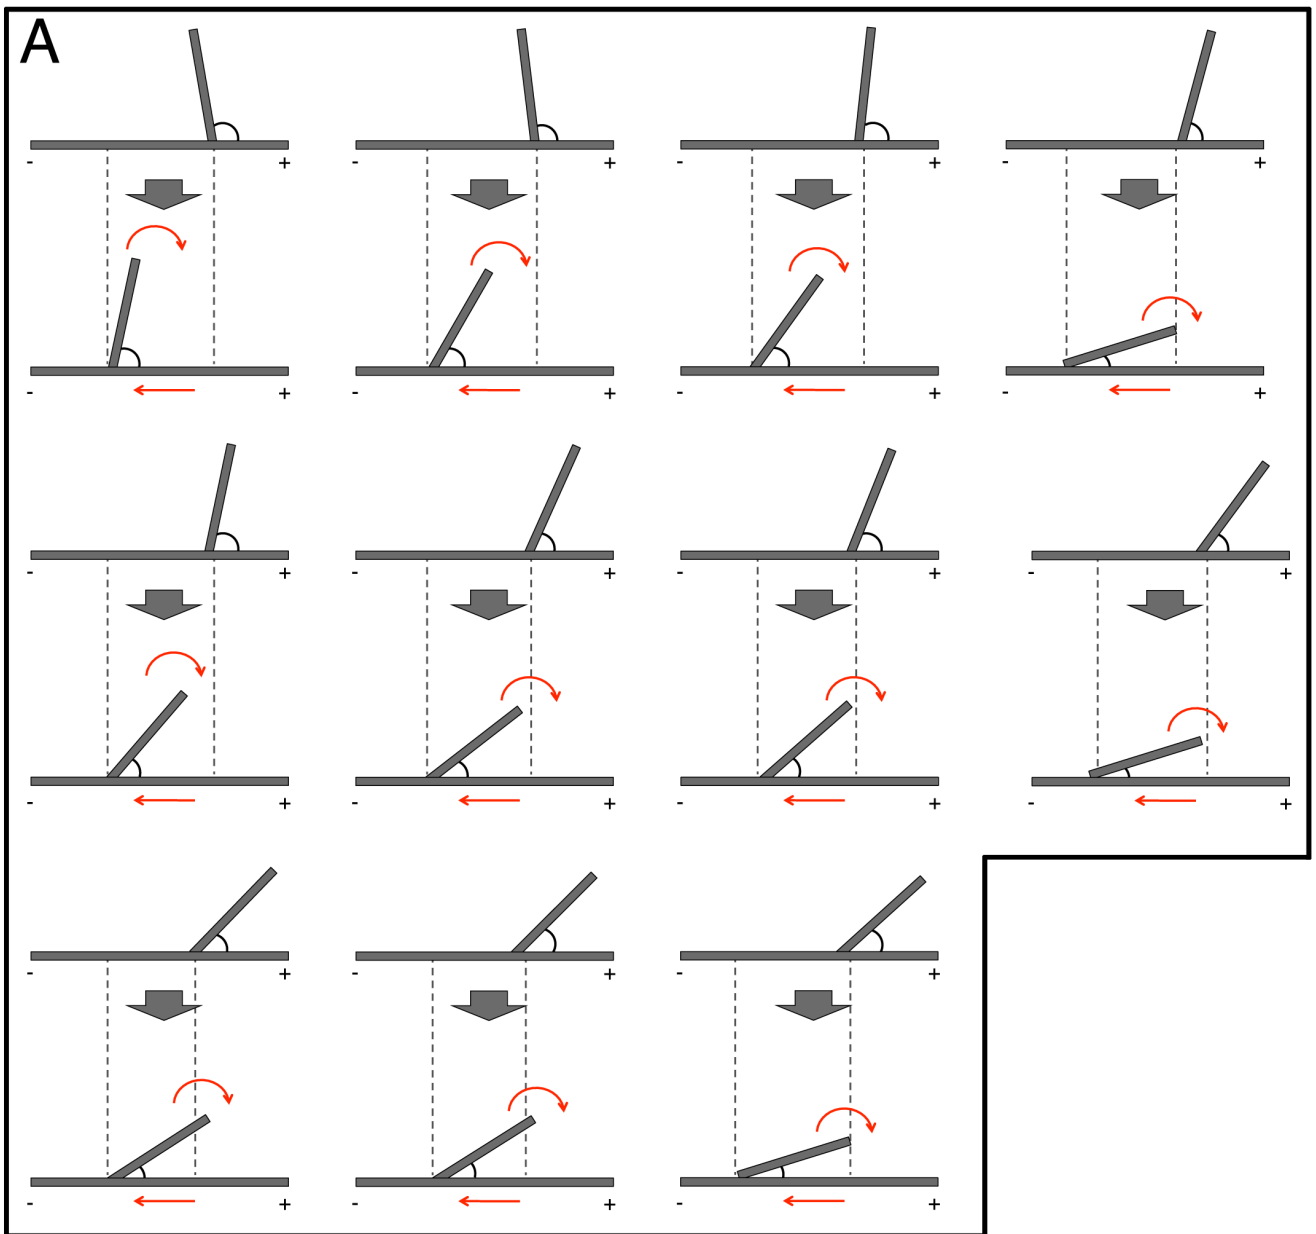 A
- + - + - + - +
- + - + - + - +
- + - + - + - +
- + - + - + - +
- + - + - +
- + - + - +